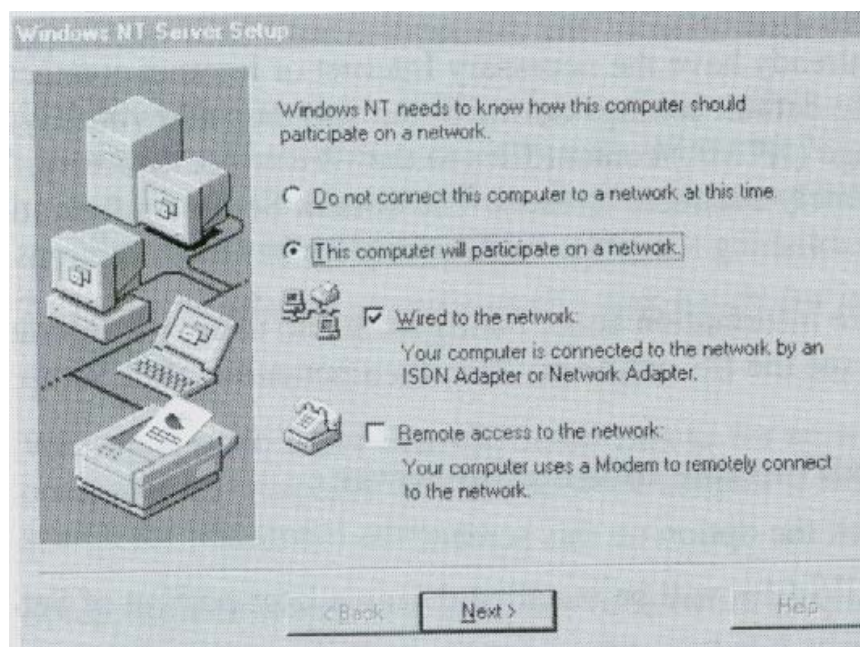 Windows NT Server Setup
Windows NT needs to know how this computer should
participate on a network.
Do not connect this computer to a network at this time.
This computer will participate on a network.
Wired to the network:
Your computer is connected to the network by an
ISDN Adapter or Network Adapter.
Remote access to the network:
Your computer uses a Modem to remotely connect
to the network.
< Back
Next >
Help